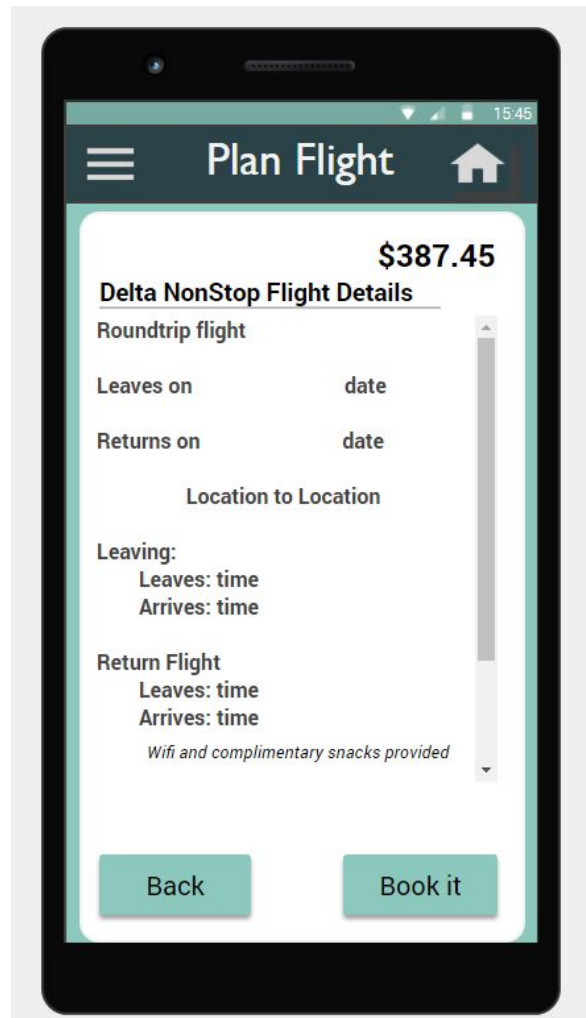 15:45
Plan Flight
$387.45
Delta NonStop Flight Details
Roundtrip flight
Leaves on date
Returns on date
Location to Location
Leaving:
Leaves: time
Arrives: time
Return Flight
Leaves: time
Arrives: time
Wifi and complimentary snacks provided
Back Book it